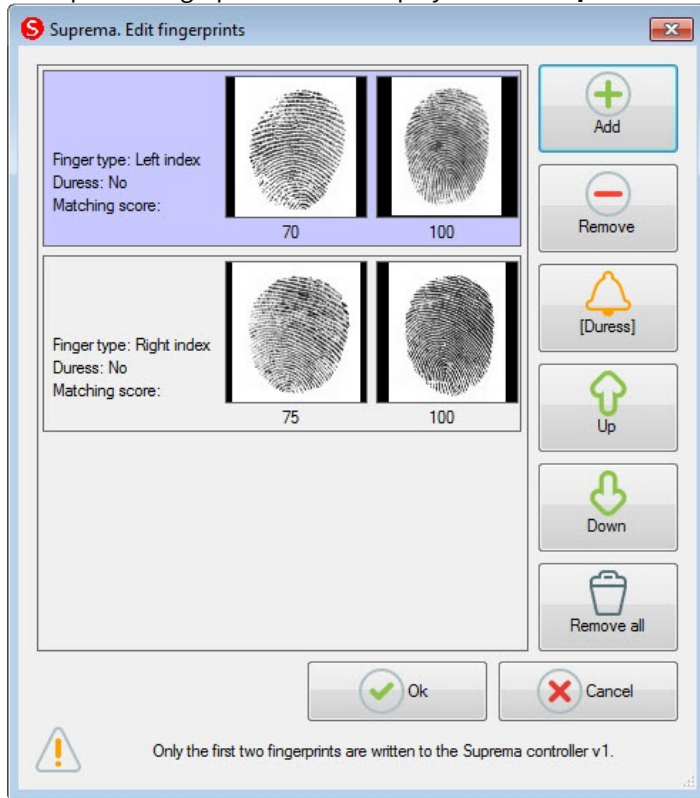 Suprema. Edit fingerprints
Finger type: Left index
Duress: No
Matching score:
70 100
Add
Remove
[Duress]
Finger type: Right index
Duress: No
Matching score:
75 100
Up
Down
Remove all
Ok
Cancel
Only the first two fingerprints are written to the Suprema controller v1.